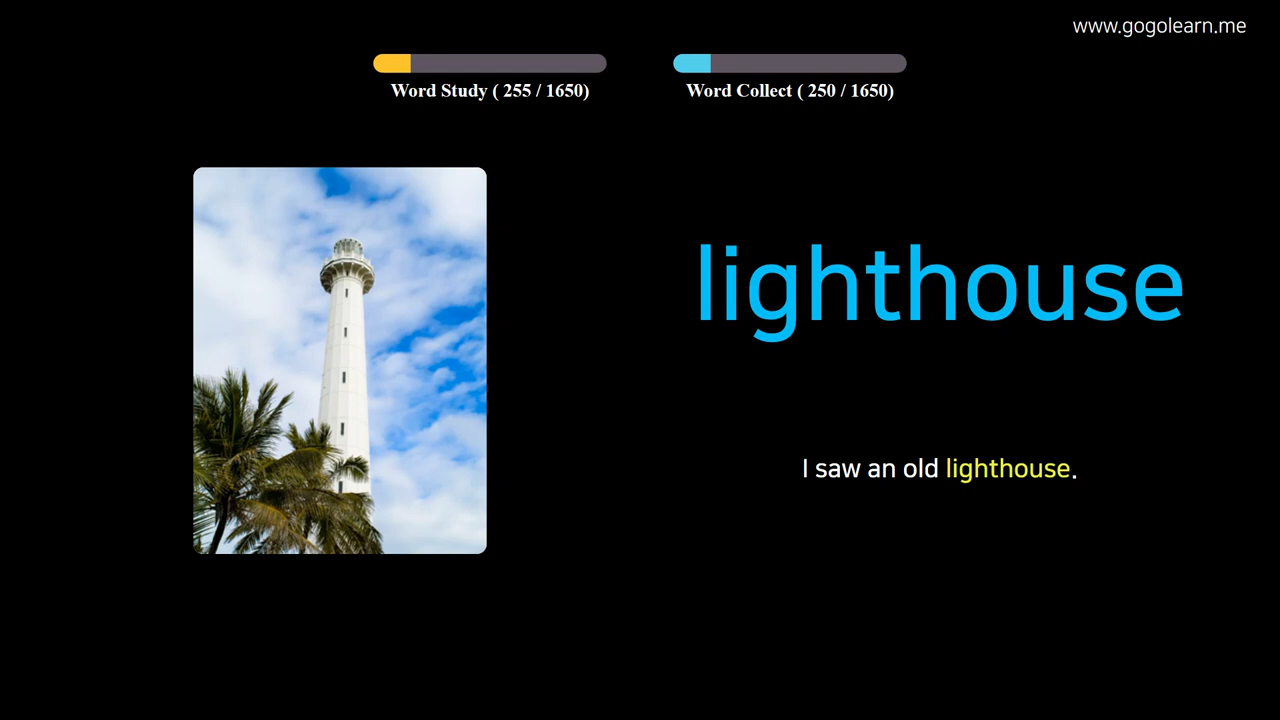 www.gogolearn.me
Word Study ( 255 / 1650)
Word Collect ( 250 / 1650)
lighthouse
I saw an old lighthouse.